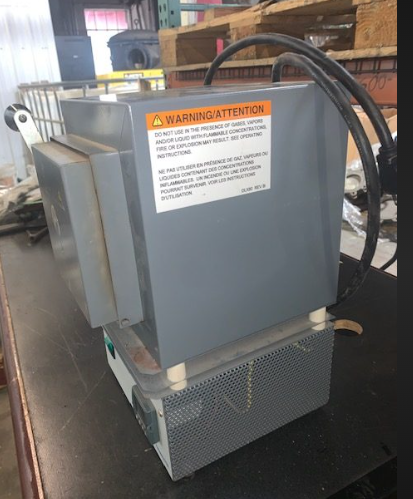 ⚠ WARNING/ATTENTION
DO NOT USE IN THE PRESENCE OF GASES, VAPORS
AND/OR LIQUID WITH FLAMMABLE CONCENTRATIONS,
FIRE OR EXPLOSION MAY RESULT. SEE OPERATING
INSTRUCTIONS.
NE PAS UTILISER EN PRÉSENCE DE GAZ, VAPEURS OU
LIQUIDES CONTENANT DES CONCENTRATIONS
INFLAMMABLES. UN INCENDIE OU UNE EXPLOSION
POURRAIT SURVENIR. VOIR LES INSTRUCTIONS
D'UTILISATION.